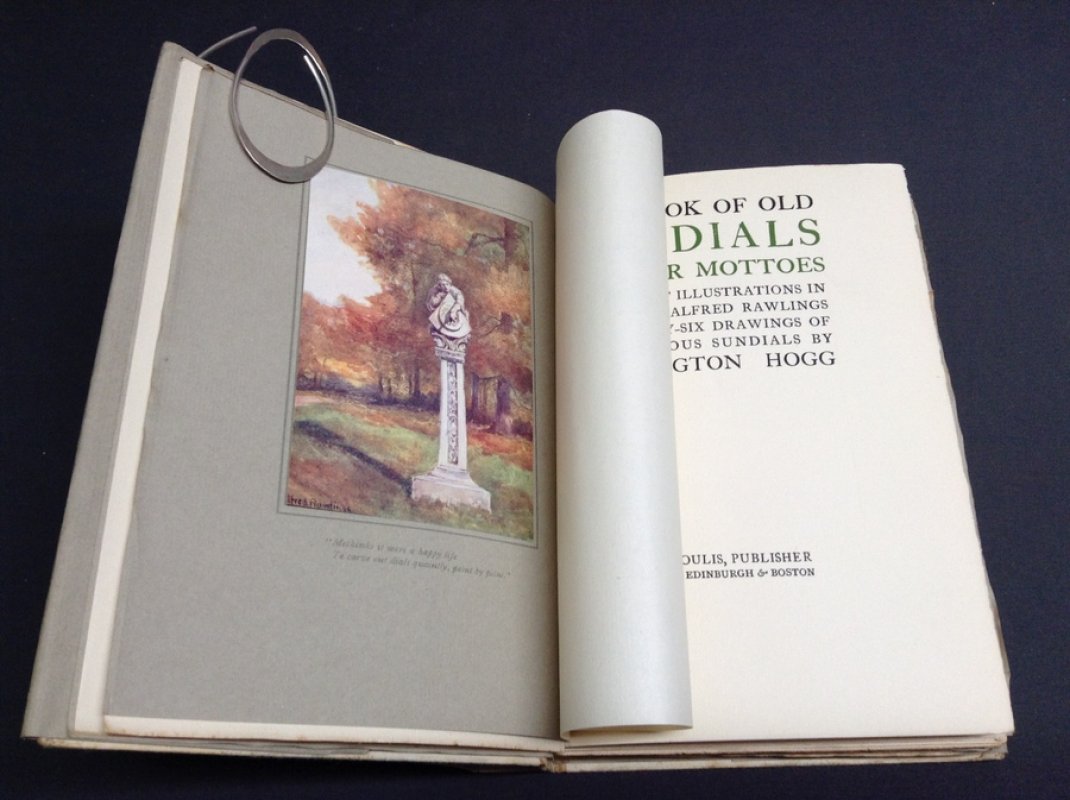 "Methinks it were a happy life
To carve out dials quaintly, point by point."
OK OF OLD
DIALS
R MOTTOES
ILLUSTRATIONS IN
ALFRED RAWLINGS
-SIX DRAWINGS OF
OUS SUNDIALS BY
GTON HOGG
OULIS, PUBLISHER
EDINBURGH & BOSTON